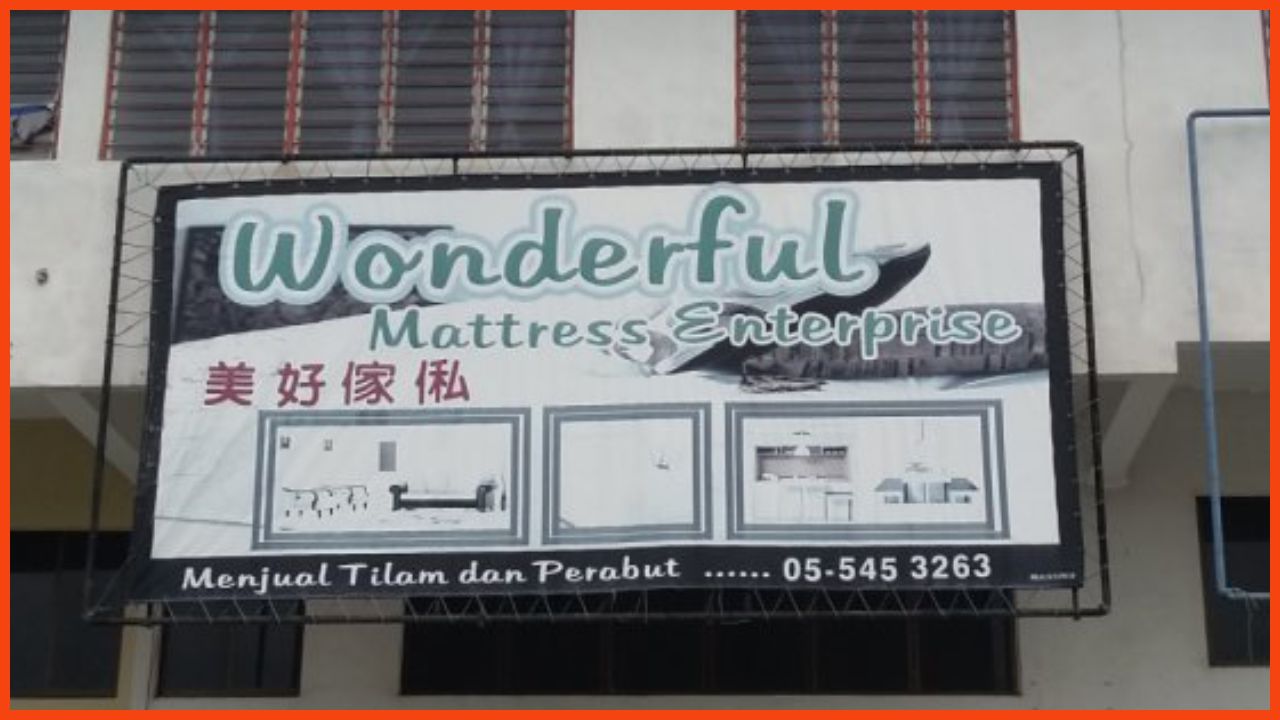 Wonderful
Mattress Enterprise
美好傢俬
Menjual Tilam dan Perabut ...... 05-545 3263